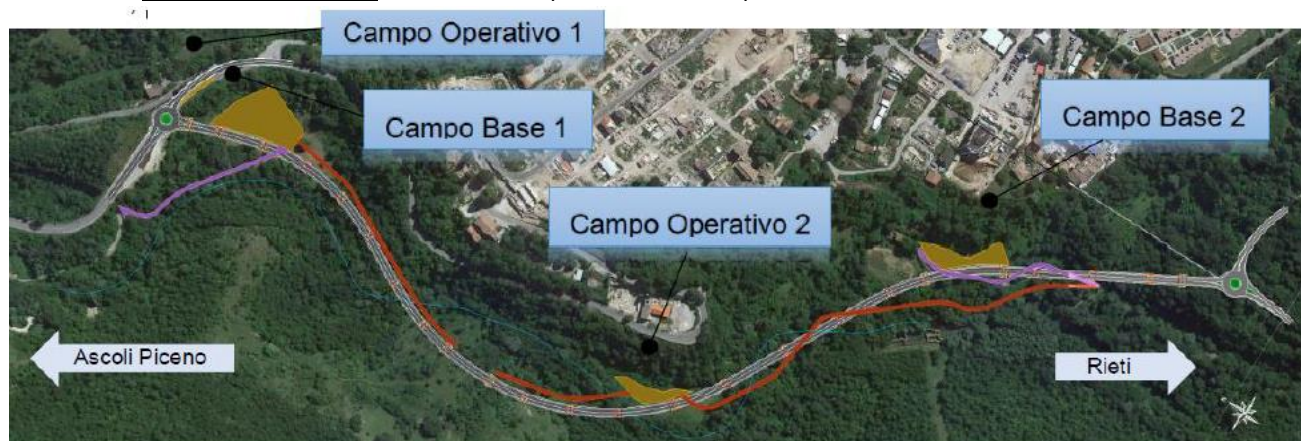 Campo Operativo 1
Campo Base 1
Campo Base 2
Campo Operativo 2
Ascoli Piceno
Rieti